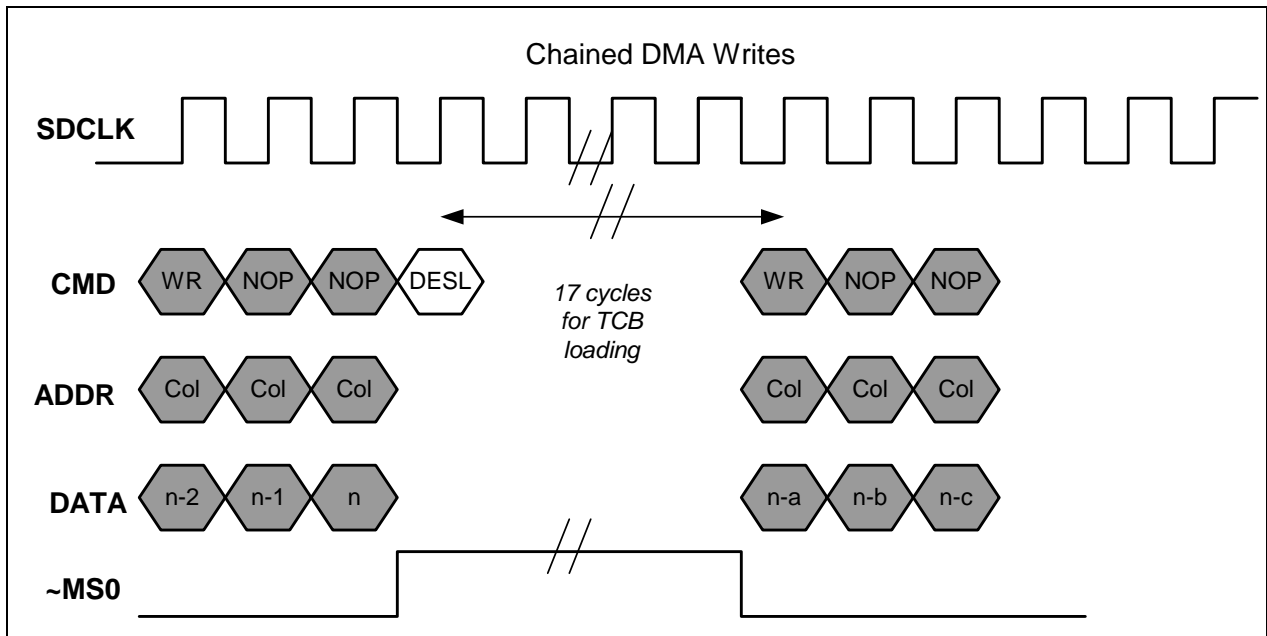 Chained DMA Writes
SDCLK
CMD WR NOP NOP DESL WR NOP NOP
17 cycles
for TCB
loading
ADDR Col Col Col Col Col Col
DATA n-2 n-1 n n-a n-b n-c
~MS0